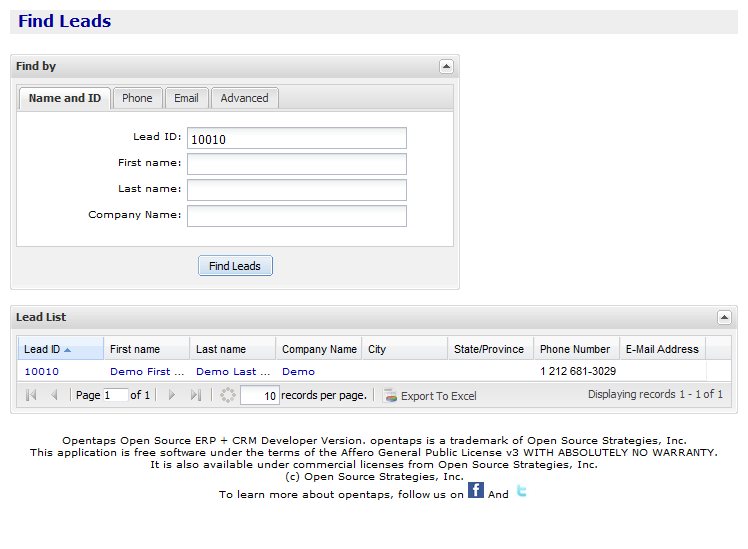 Find Leads
Find by
Name and ID Phone Email Advanced
Lead ID: 10010
First name:
Last name:
Company Name:
Find Leads
Lead List
Lead ID First name Last name Company Name City State/Province Phone Number E-Mail Address
10010 Demo First ... Demo Last ... Demo 1 212 681-3029
Page 1 of 1 10 records per page. Export To Excel Displaying records 1 - 1 of 1
Opentaps Open Source ERP + CRM Developer Version. opentaps is a trademark of Open Source Strategies, Inc.
This application is free software under the terms of the Affero General Public License v3 WITH ABSOLUTELY NO WARRANTY.
It is also available under commercial licenses from Open Source Strategies, Inc.
(c) Open Source Strategies, Inc.
To learn more about opentaps, follow us on f And t